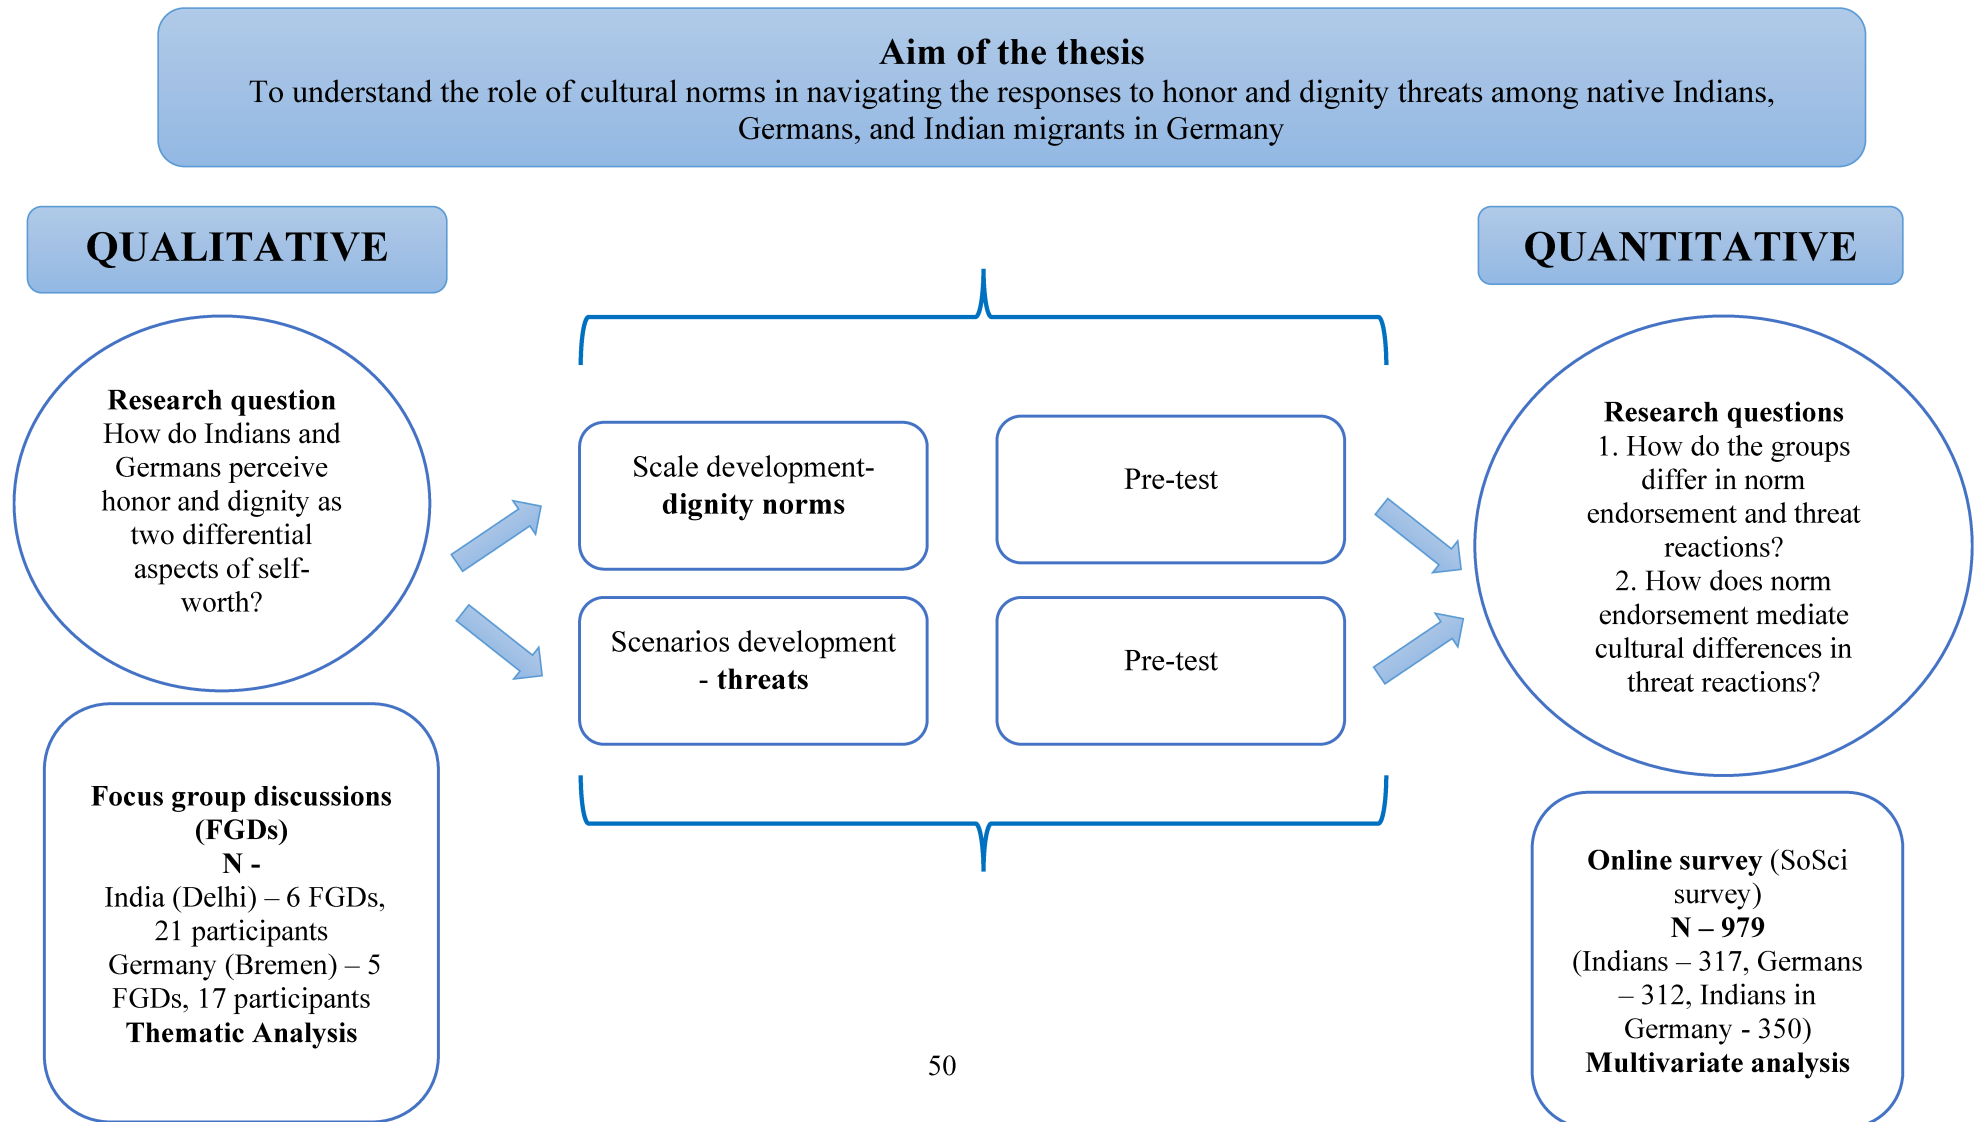 Aim of the thesis
To understand the role of cultural norms in navigating the responses to honor and dignity threats among native Indians,
Germans, and Indian migrants in Germany
QUALITATIVE
Research question
How do Indians and
Germans perceive
honor and dignity as
two differential
aspects of self-
worth?
Focus group discussions
(FGDs)
N -
India (Delhi) – 6 FGDs,
21 participants
Germany (Bremen) – 5
FGDs, 17 participants
Thematic Analysis
Scale development-
dignity norms
Pre-test
Scenarios development
- threats
Pre-test
QUANTITATIVE
Research questions
1. How do the groups
differ in norm
endorsement and threat
reactions?
2. How does norm
endorsement mediate
cultural differences in
threat reactions?
Online survey (SoSci
survey)
N – 979
(Indians – 317, Germans
– 312, Indians in
Germany - 350)
Multivariate analysis
50